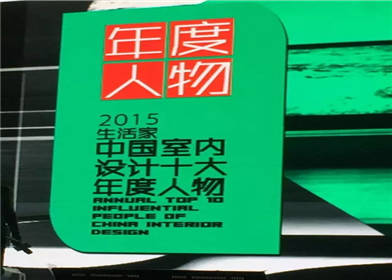 年度
人物
2015
生活家
中国室内
设计十大
年度人物
ANNUAL TOP 10
INFLUENTIAL
PEOPLE OF
CHINA INTERIOR
DESIGN